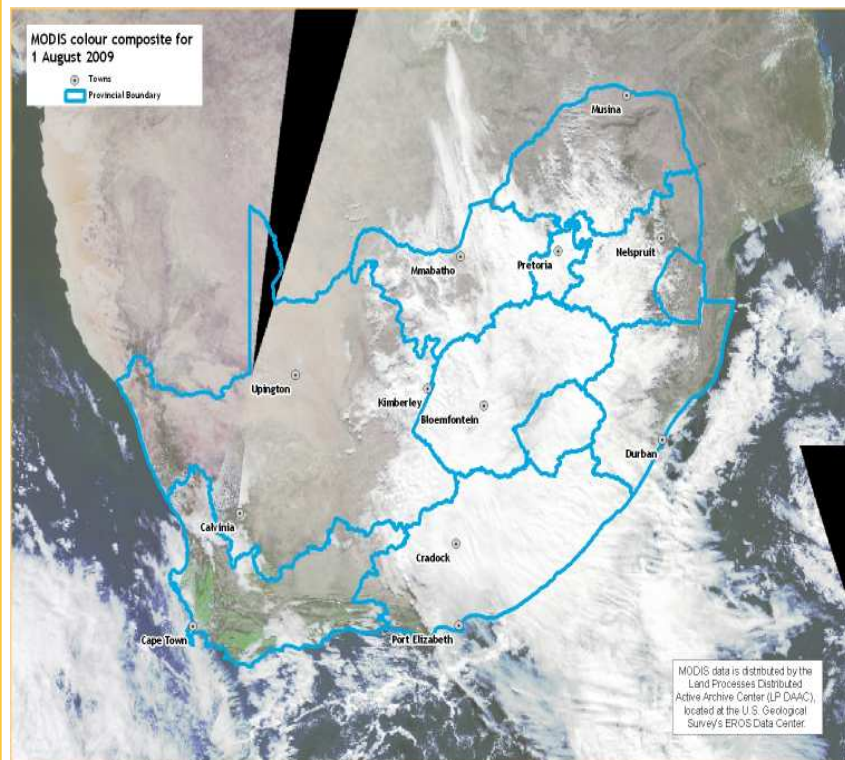 MODIS colour composite for
1 August 2009
Towns
Provincial Boundary
Musina
Nelspruit
Pretoria
Mmabatho
Upington
Kimberley
Bloemfontein
Durban
Calvinia
Cradock
Cape Town
Port Elizabeth
MODIS data is distributed by the
Land Processes Distributed
Active Archive Center (LP DAAC),
located at the U.S. Geological
Survey's EROS Data Center.